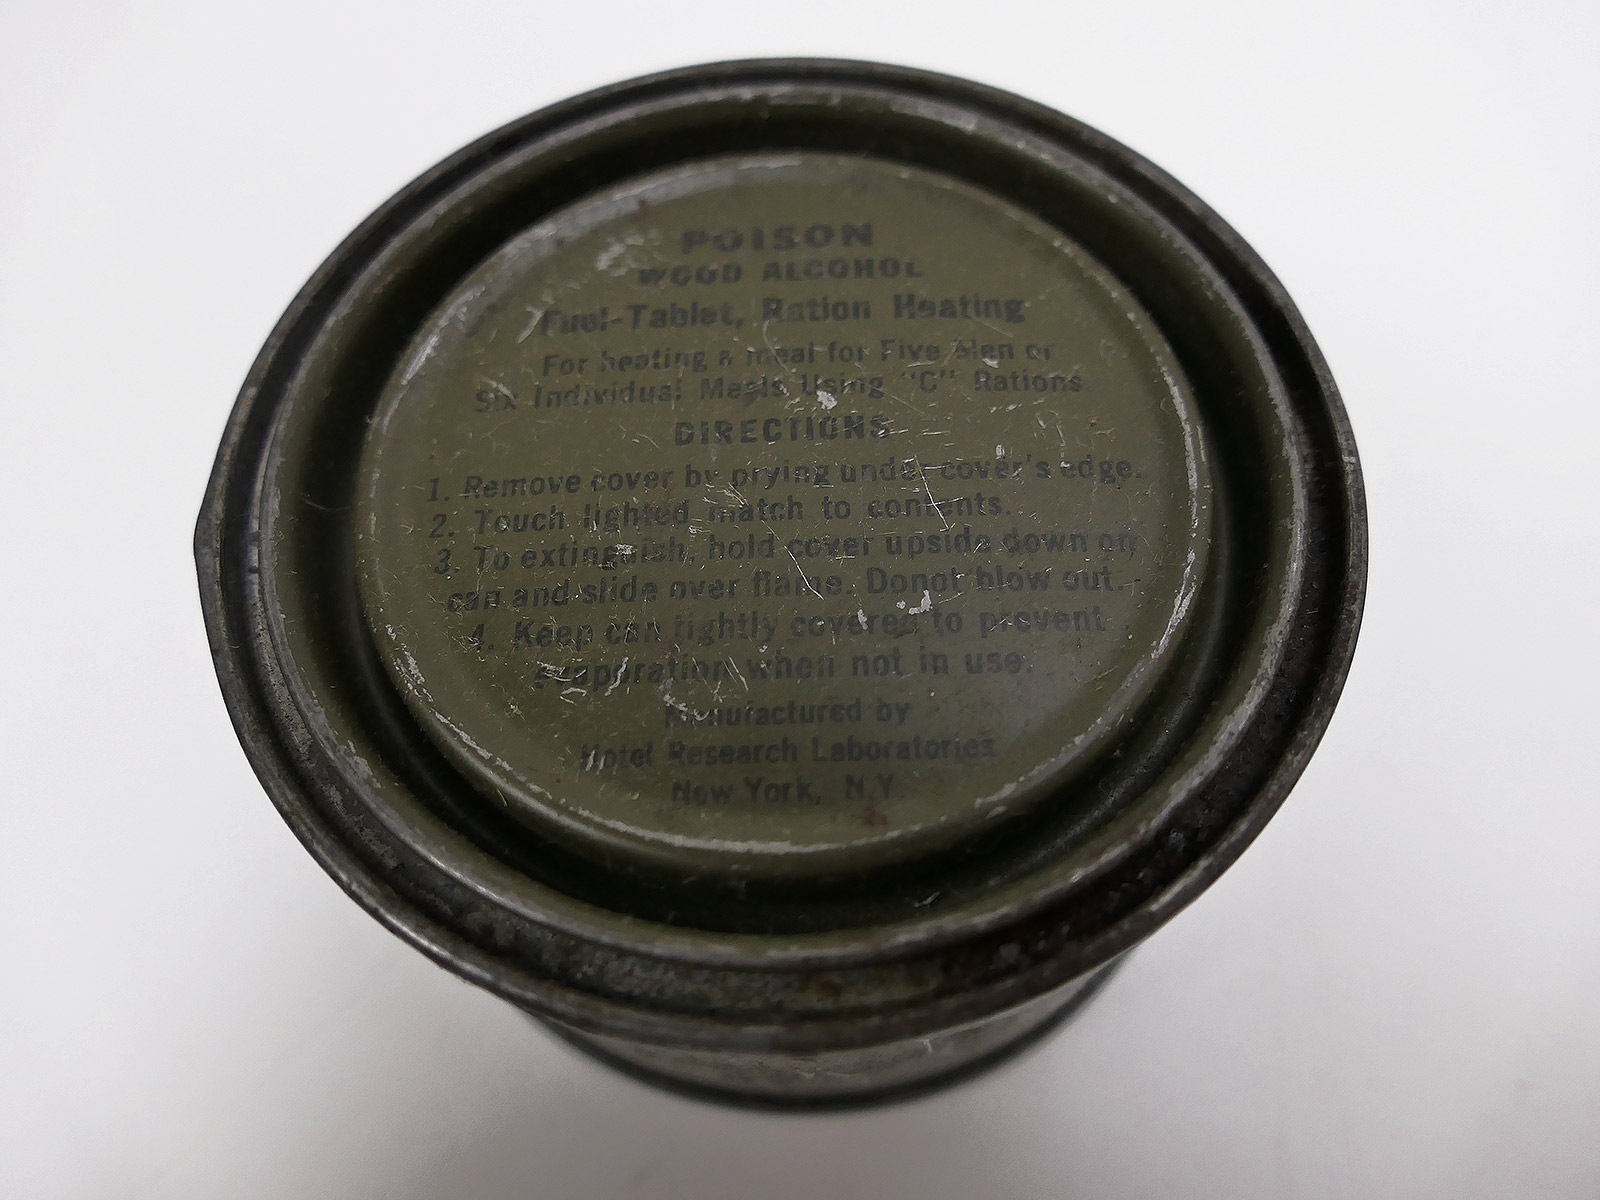 POISON
WOOD ALCOHOL
Fuel-Tablet, Ration Heating
For heating a meal for Five Men or
Six Individual Meals Using "C" Rations
DIRECTIONS
1. Remove cover by prying under cover's edge.
2. Touch lighted match to contents.
3. To extinguish, hold cover upside down on
can and slide over flame. Donot blow out.
4. Keep can tightly covered to prevent
evaporation when not in use.
Manufactured by
Hotel Research Laboratories
New York, N.Y.